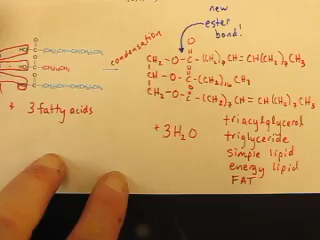 new
ester
bond!
condensation
O
CH₂-O-C-(CH₂)₇CH=CH(CH₂)₇CH₃
O
CH-O-C-(CH₂)₁₆CH₃
O
CH₂-O-C-(CH₂)₇CH=CH(CH₂)₇CH₃
+ 3 fatty acids
+ 3H₂O
triacylglycerol
triglyceride
simple lipid
energy lipid
FAT